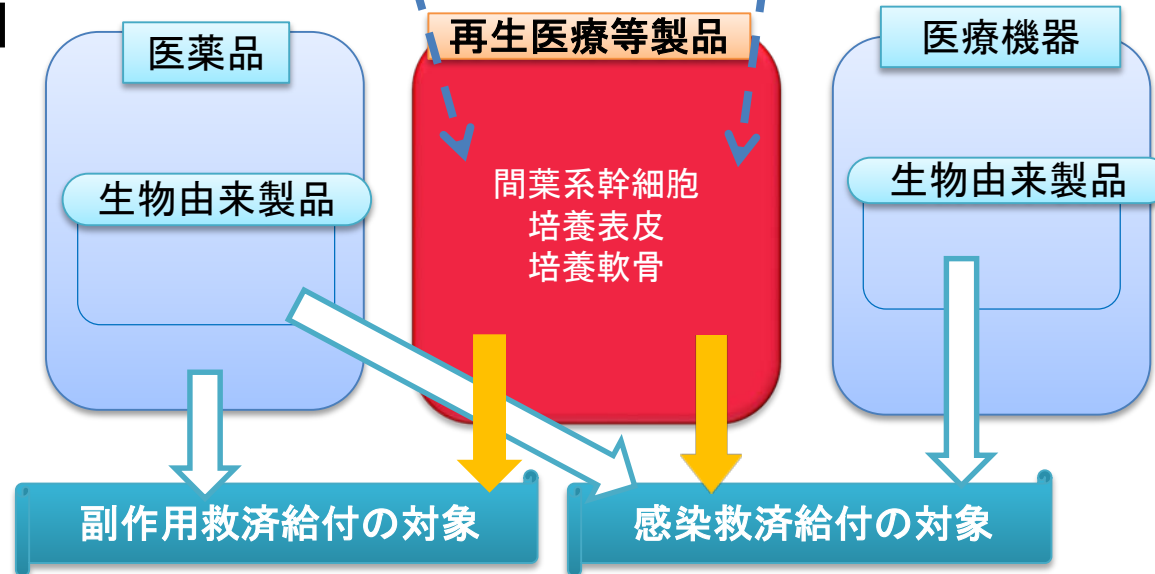 医薬品
再生医療等製品
医療機器
生物由来製品
間葉系幹細胞
培養表皮
培養軟骨
生物由来製品
副作用救済給付の対象
感染救済給付の対象